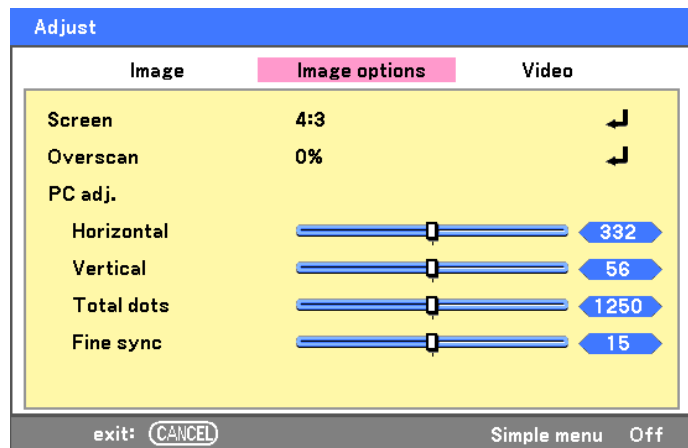 Adjust
Image Image options Video
Screen 4:3
Overscan 0%
PC adj.
Horizontal 332
Vertical 56
Total dots 1250
Fine sync 15
exit: CANCEL Simple menu Off